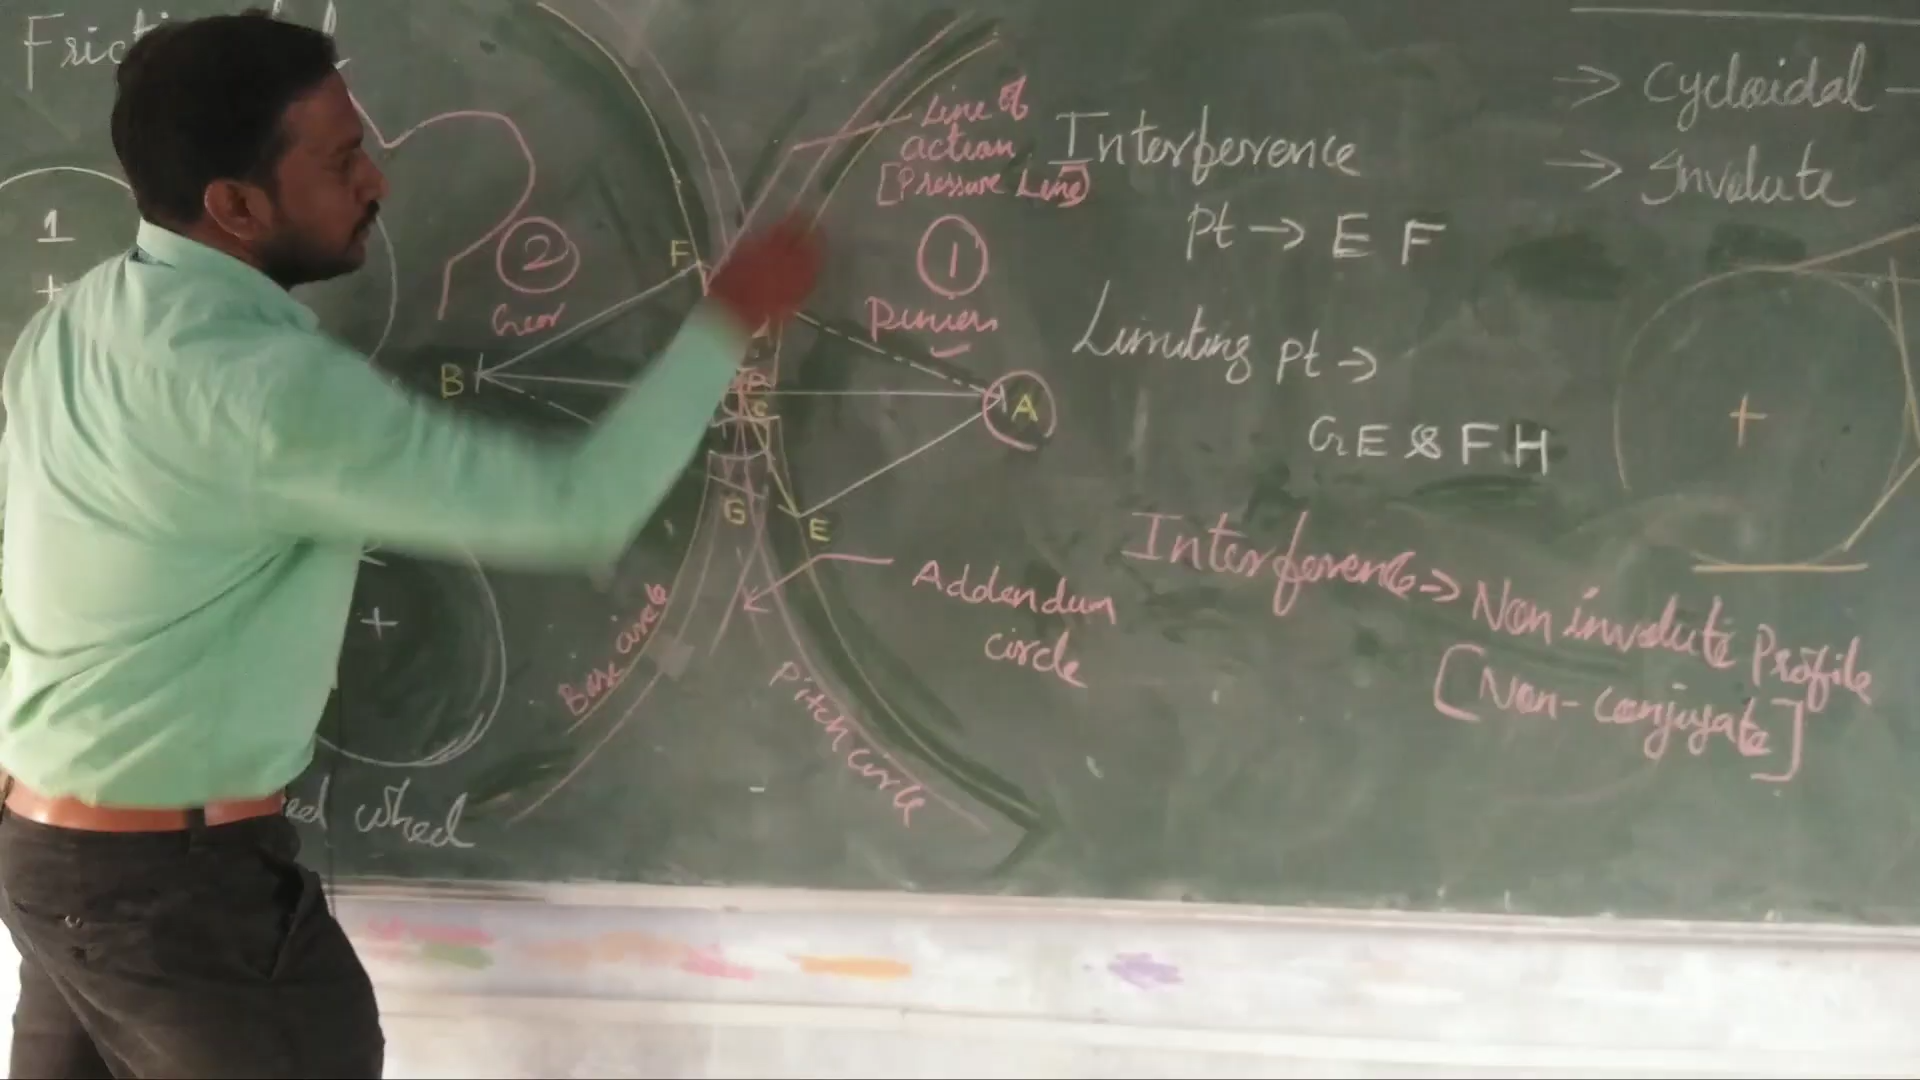 1
+
F
2
Gear
B
G
E
P
C
Line of
action
[Pressure Line]
1
Pinion
A
Base circle
Pitch circle
Addendum
circle
+
wheel
Interference
Pt → E F
Limiting pt →
GE & FH
Interference → Non involute Profile
[Non-conjugate]
→ Cycloidal -
→ Involute
+